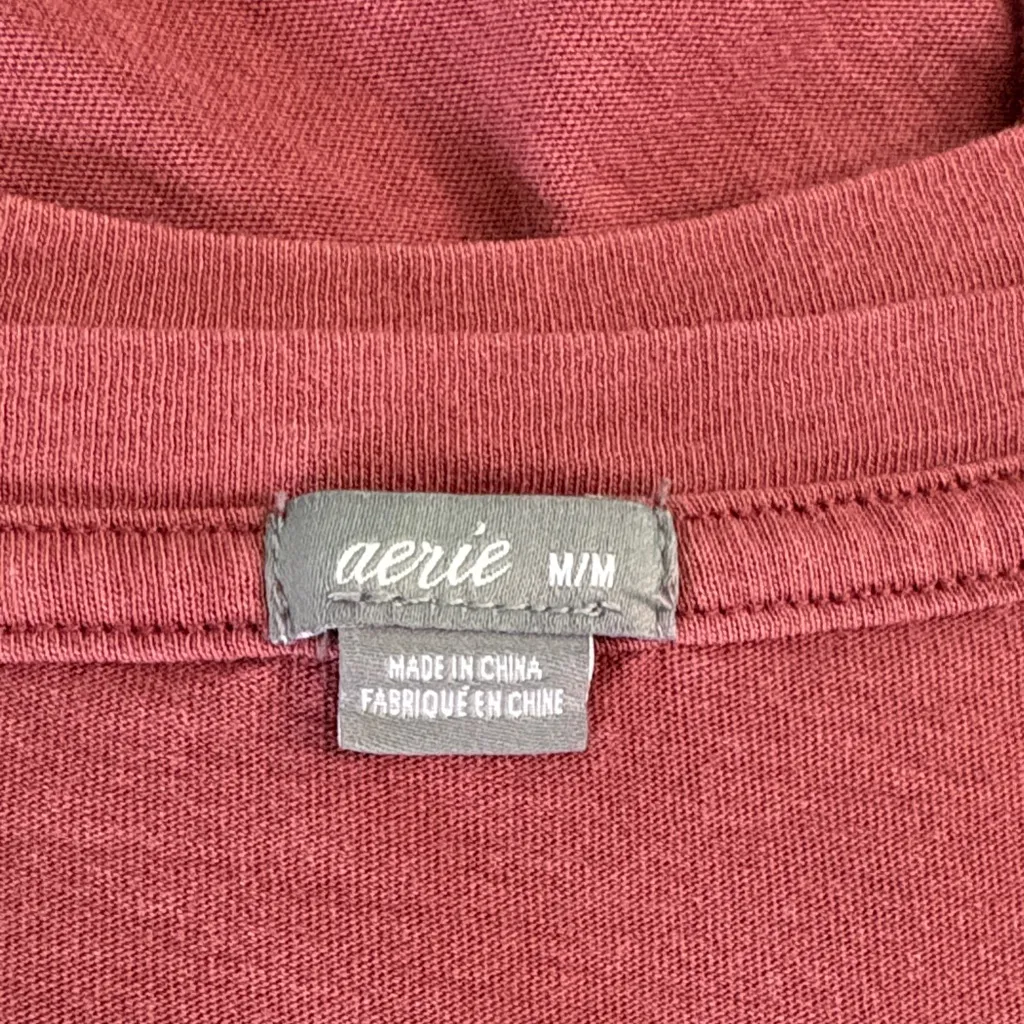 aerie M/M
MADE IN CHINA
FABRIQUÉ EN CHINE